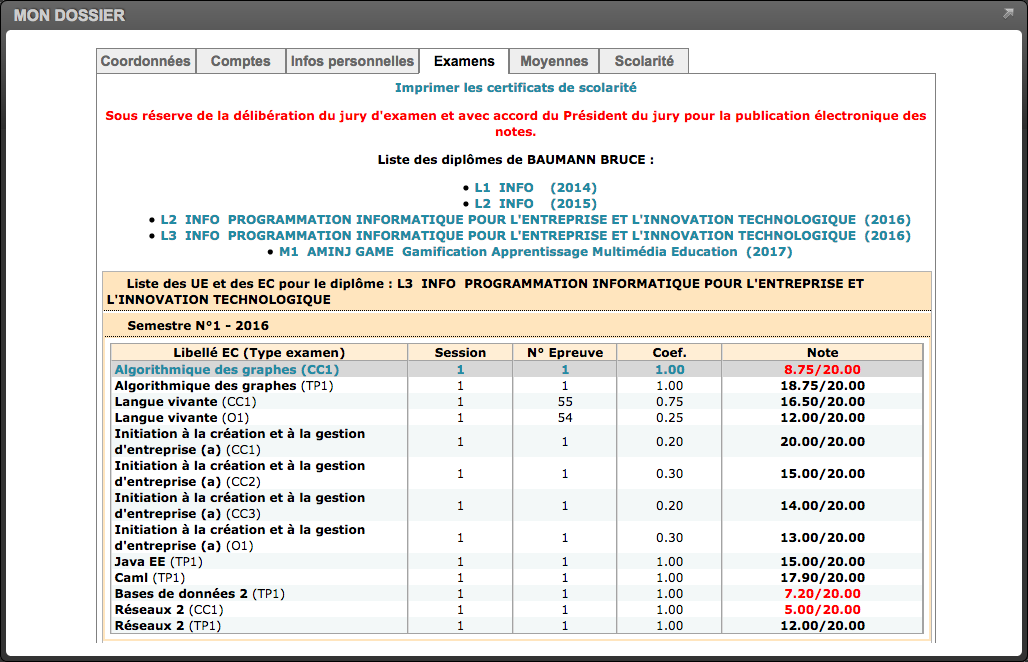 MON DOSSIER
Coordonnées Comptes Infos personnelles Examens Moyennes Scolarité
Imprimer les certificats de scolarité
Sous réserve de la délibération du jury d'examen et avec accord du Président du jury pour la publication électronique des
notes.
Liste des diplômes de BAUMANN BRUCE :
• L1 INFO (2014)
• L2 INFO (2015)
• L2 INFO PROGRAMMATION INFORMATIQUE POUR L'ENTREPRISE ET L'INNOVATION TECHNOLOGIQUE (2016)
• L3 INFO PROGRAMMATION INFORMATIQUE POUR L'ENTREPRISE ET L'INNOVATION TECHNOLOGIQUE (2016)
• M1 AMINJ GAME Gamification Apprentissage Multimédia Education (2017)
Liste des UE et des EC pour le diplôme : L3 INFO PROGRAMMATION INFORMATIQUE POUR L'ENTREPRISE ET
L'INNOVATION TECHNOLOGIQUE
Semestre N°1 - 2016
Libellé EC (Type examen) Session N° Epreuve Coef. Note
Algorithmique des graphes (CC1) 1 1 1.00 8.75/20.00
Algorithmique des graphes (TP1) 1 1 1.00 18.75/20.00
Langue vivante (CC1) 1 55 0.75 16.50/20.00
Langue vivante (O1) 1 54 0.25 12.00/20.00
Initiation à la création et à la gestion
d'entreprise (a) (CC1) 1 1 0.20 20.00/20.00
Initiation à la création et à la gestion
d'entreprise (a) (CC2) 1 1 0.30 15.00/20.00
Initiation à la création et à la gestion
d'entreprise (a) (CC3) 1 1 0.20 14.00/20.00
Initiation à la création et à la gestion
d'entreprise (a) (O1) 1 1 0.30 13.00/20.00
Java EE (TP1) 1 1 1.00 15.00/20.00
Caml (TP1) 1 1 1.00 17.90/20.00
Bases de données 2 (TP1) 1 1 1.00 7.20/20.00
Réseaux 2 (CC1) 1 1 1.00 5.00/20.00
Réseaux 2 (TP1) 1 1 1.00 12.00/20.00